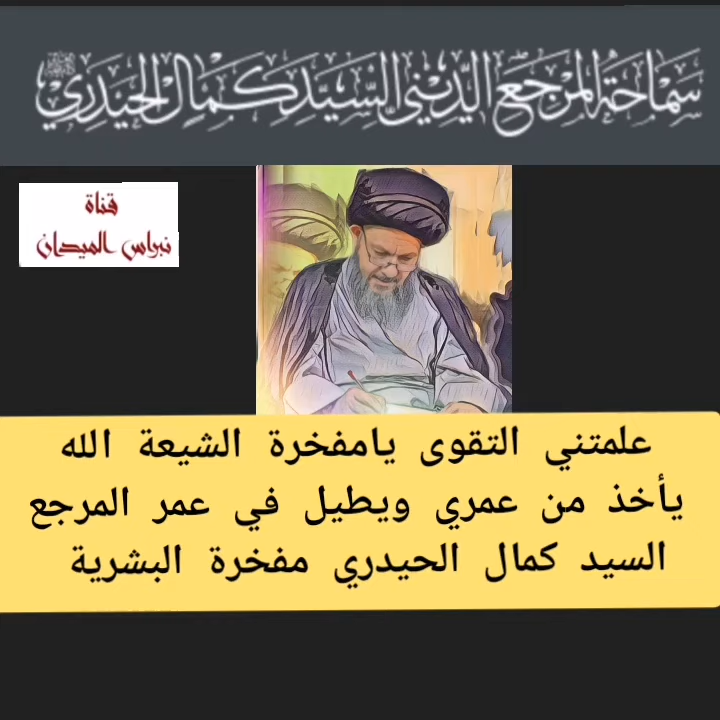 سماحة المرجع الديني السيد كمال الحيدري
قناة
نبراس الميدان
علمتني التقوى يامفخرة الشيعة الله
يأخذ من عمري ويطيل في عمر المرجع
السيد كمال الحيدري مفخرة البشرية